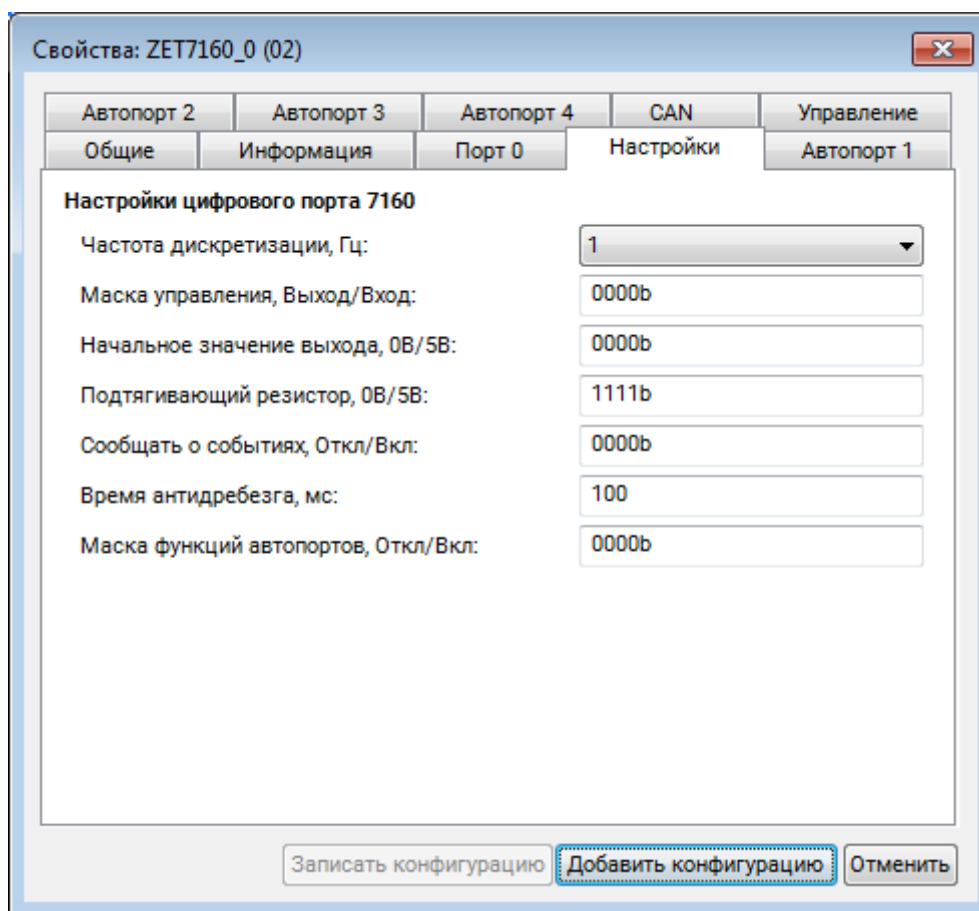 Свойства: ZET7160_0 (02)
Автопорт 2 Автопорт 3 Автопорт 4 CAN Управление
Общие Информация Порт 0 Настройки Автопорт 1
Настройки цифрового порта 7160
Частота дискретизации, Гц: 1
Маска управления, Выход/Вход: 0000b
Начальное значение выхода, 0В/5В: 0000b
Подтягивающий резистор, 0В/5В: 1111b
Сообщать о событиях, Откл/Вкл: 0000b
Время антидребезга, мс: 100
Маска функций автопортов, Откл/Вкл: 0000b
Записать конфигурацию Добавить конфигурацию Отменить